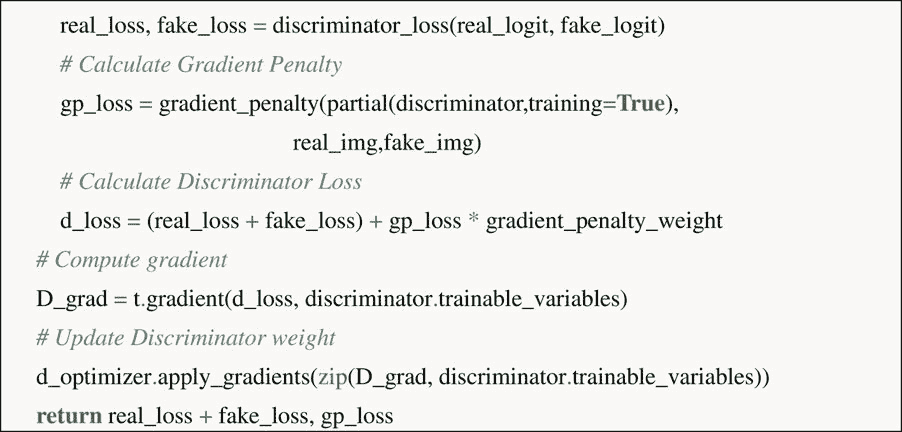 real_loss, fake_loss = discriminator_loss(real_logit, fake_logit)
# Calculate Gradient Penalty
gp_loss = gradient_penalty(partial(discriminator,training=True),
real_img,fake_img)
# Calculate Discriminator Loss
d_loss = (real_loss + fake_loss) + gp_loss * gradient_penalty_weight
# Compute gradient
D_grad = t.gradient(d_loss, discriminator.trainable_variables)
# Update Discriminator weight
d_optimizer.apply_gradients(zip(D_grad, discriminator.trainable_variables))
return real_loss + fake_loss, gp_loss